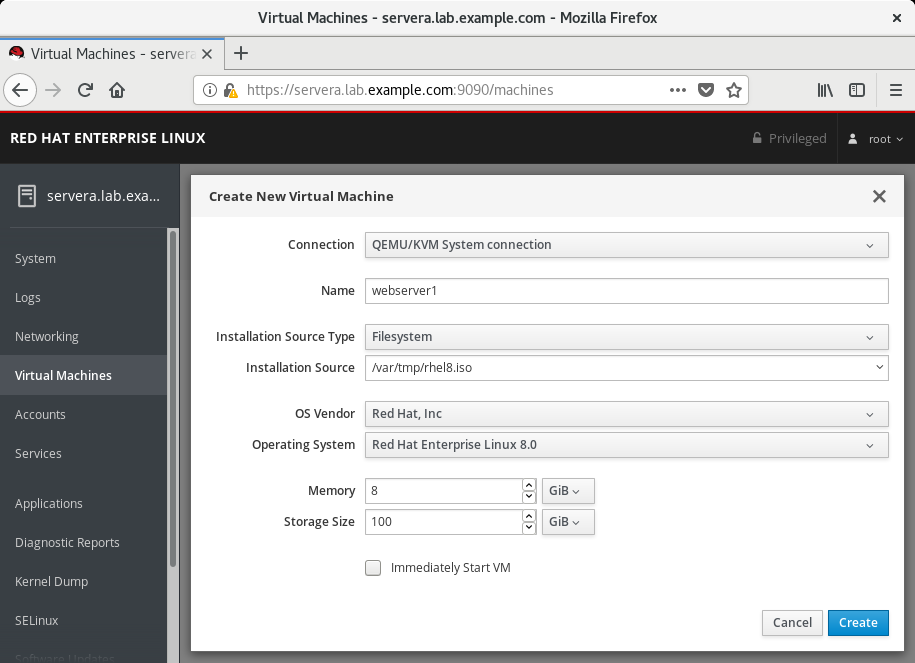 Virtual Machines - servera.lab.example.com - Mozilla Firefox
Virtual Machines - servera
https://servera.lab.example.com:9090/machines
RED HAT ENTERPRISE LINUX
Privileged
root
servera.lab.exa...
System
Logs
Networking
Virtual Machines
Accounts
Services
Applications
Diagnostic Reports
Kernel Dump
SELinux
Software Updates
Create New Virtual Machine
Connection QEMU/KVM System connection
Name webserver1
Installation Source Type Filesystem
Installation Source /var/tmp/rhel8.iso
OS Vendor Red Hat, Inc
Operating System Red Hat Enterprise Linux 8.0
Memory 8 GiB
Storage Size 100 GiB
Immediately Start VM
Cancel Create